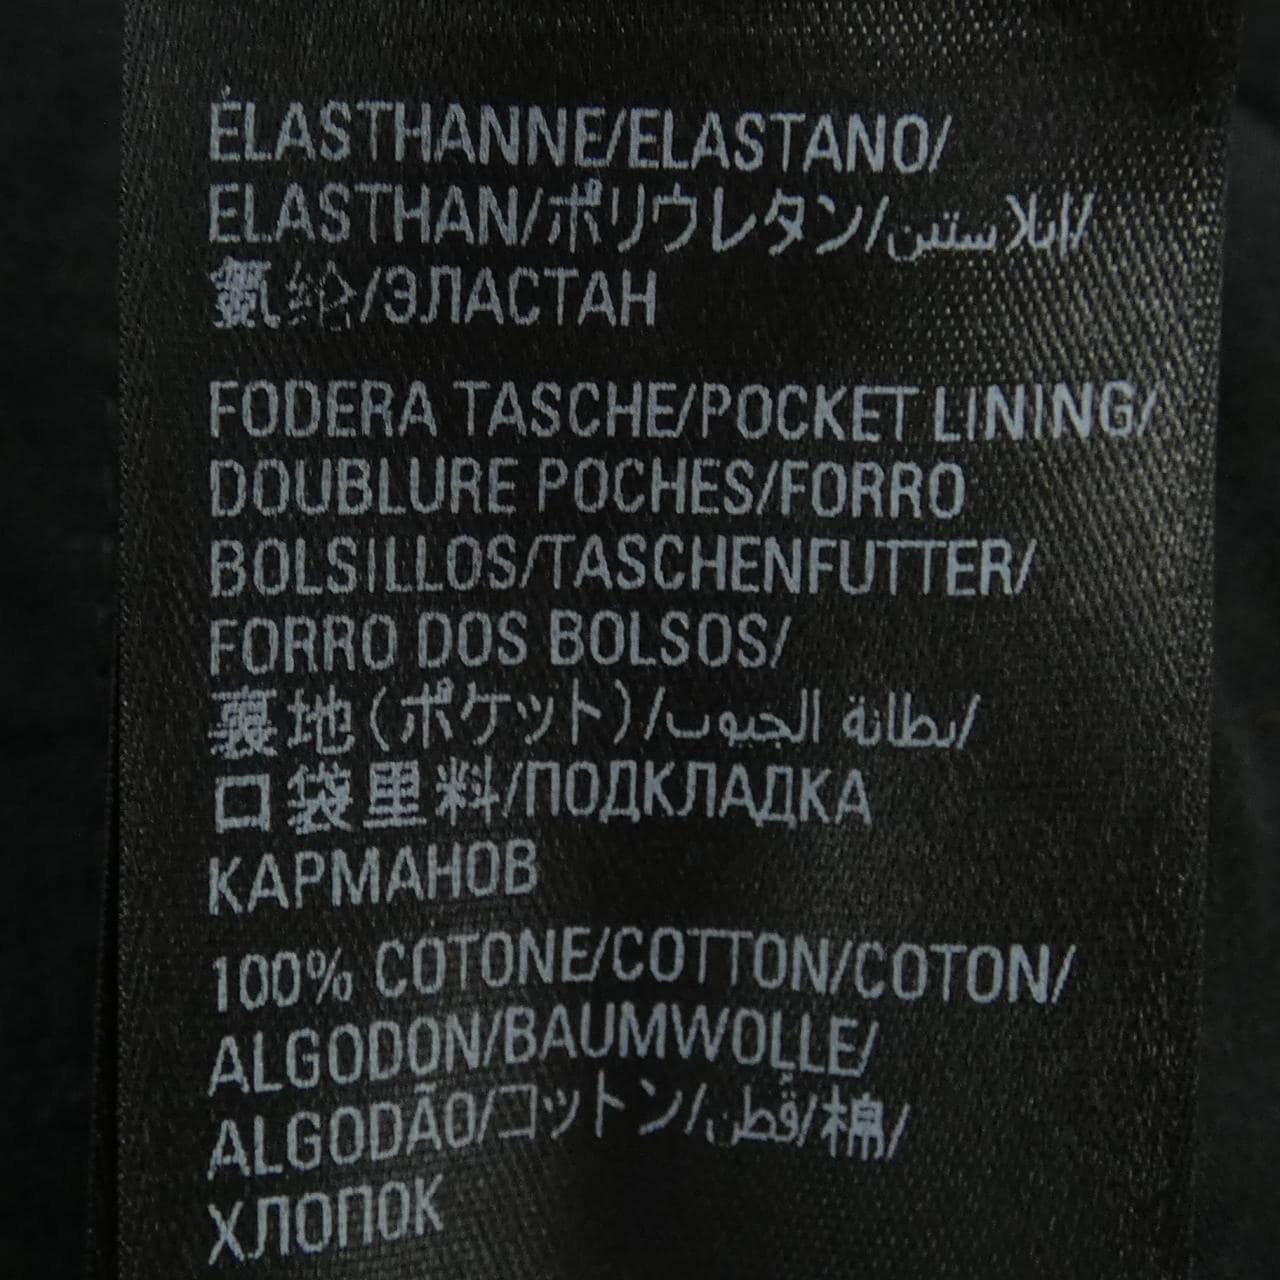 ÉLASTHANNE/ELASTANO/
ELASTHAN/ポリウレタン/إيلاستين/
氨纶/ЭЛАСТАН
FODERA TASCHE/POCKET LINING/
DOUBLURE POCHES/FORRO
BOLSILLOS/TASCHENFUTTER/
FORRO DOS BOLSOS/
裏地(ポケット)/بطانة الجيوب/
口袋里料/ПОДКЛАДКА
КАРМАНОВ
100% COTONE/COTTON/COTON/
ALGODON/BAUMWOLLE/
ALGODÃO/コットン/قطن/棉/
ХЛОПОК